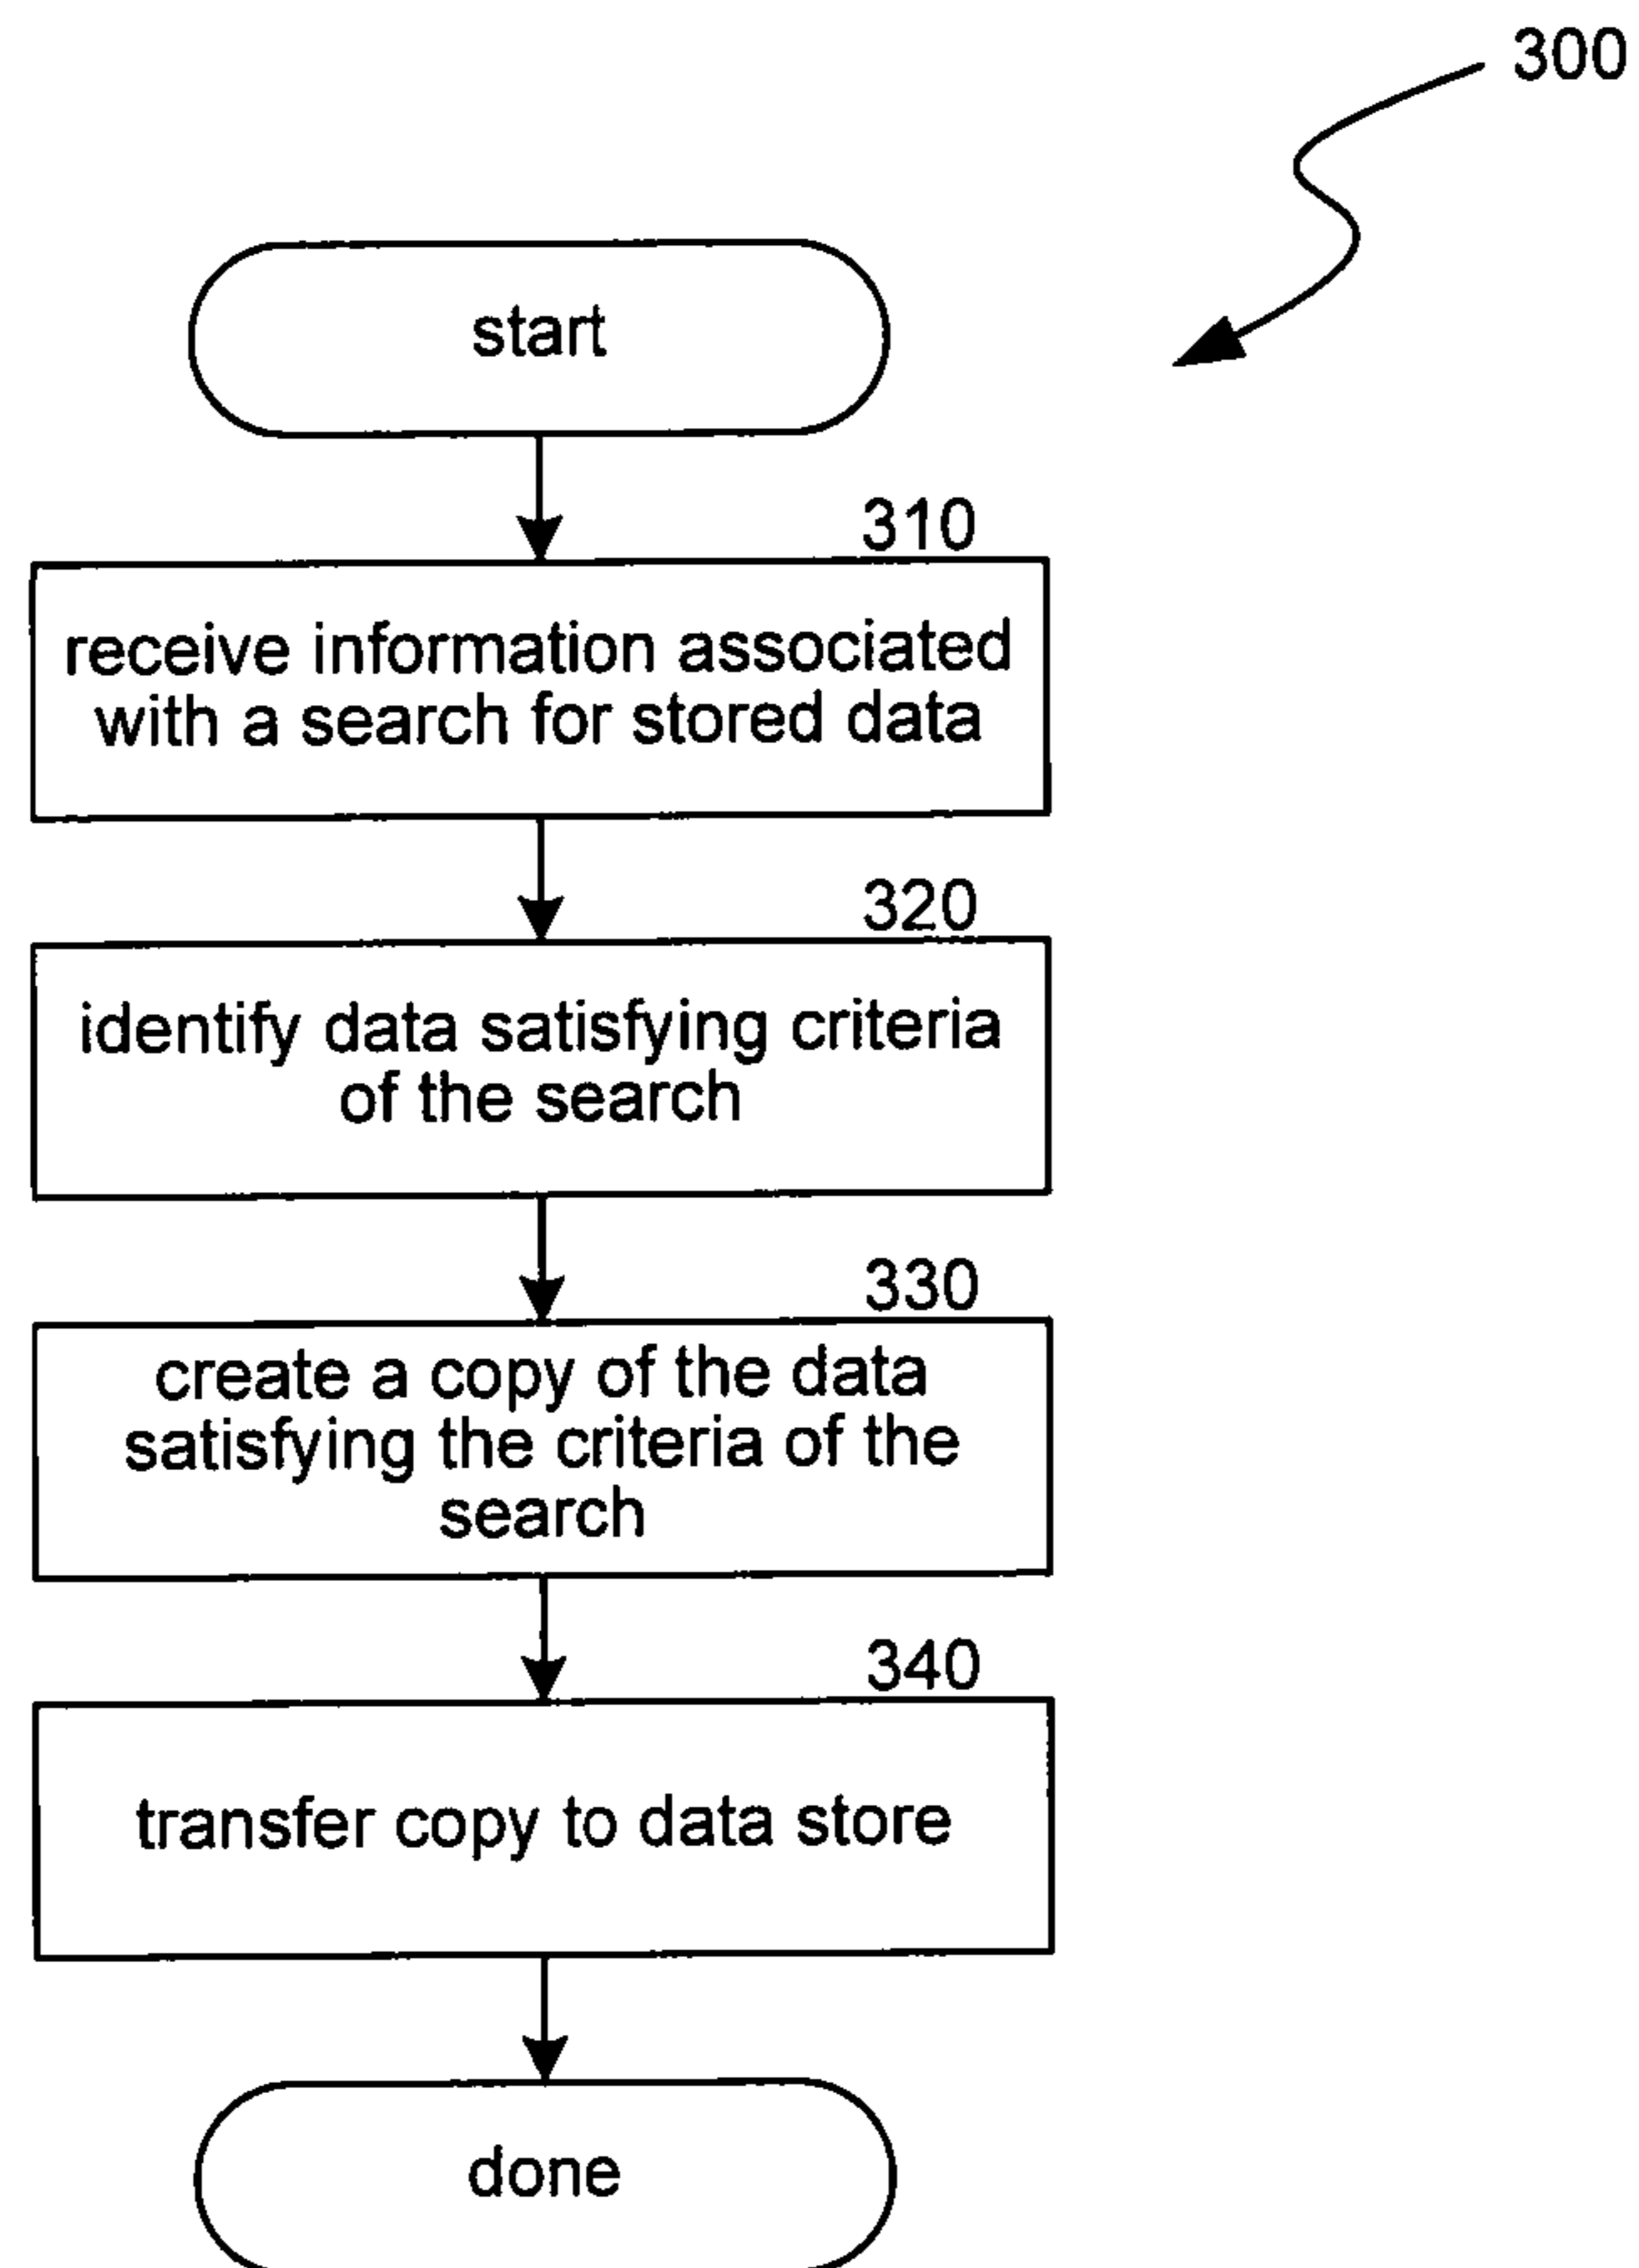 300
start
310
receive information associated
with a search for stored data
320
identify data satisfying criteria
of the search
330
create a copy of the data
satisfying the criteria of the
search
340
transfer copy to data store
done